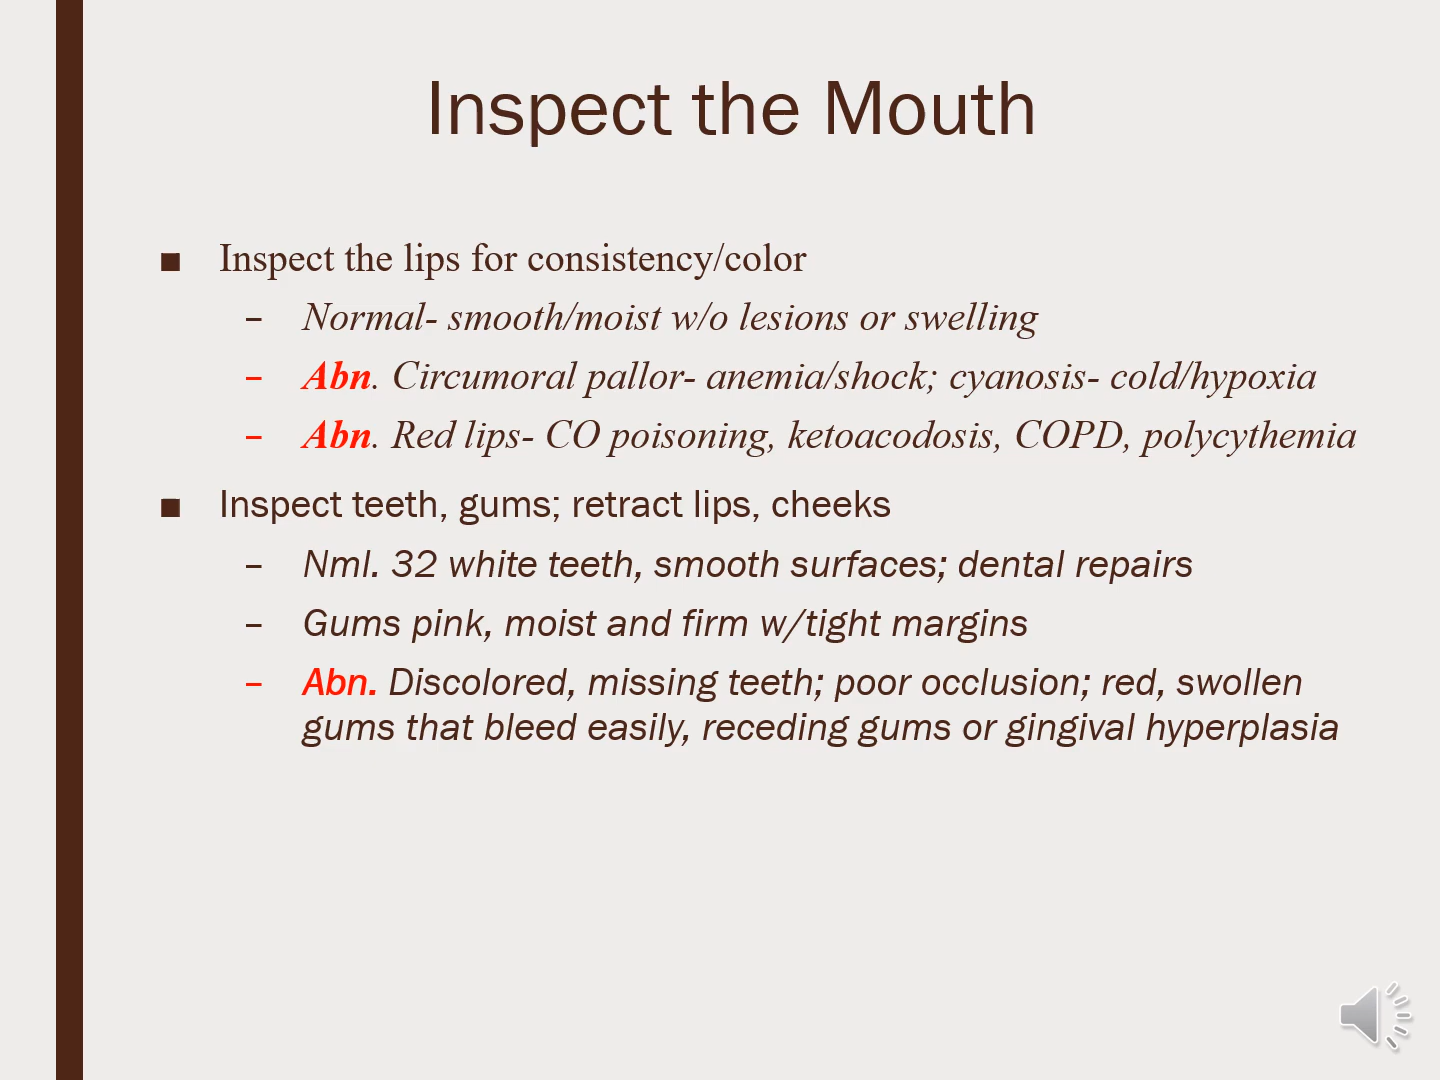 Inspect the Mouth
■ Inspect the lips for consistency/color
– Normal- smooth/moist w/o lesions or swelling
– Abn. Circumoral pallor- anemia/shock; cyanosis- cold/hypoxia
– Abn. Red lips- CO poisoning, ketoacodosis, COPD, polycythemia
■ Inspect teeth, gums; retract lips, cheeks
– Nml. 32 white teeth, smooth surfaces; dental repairs
– Gums pink, moist and firm w/tight margins
– Abn. Discolored, missing teeth; poor occlusion; red, swollen
gums that bleed easily, receding gums or gingival hyperplasia